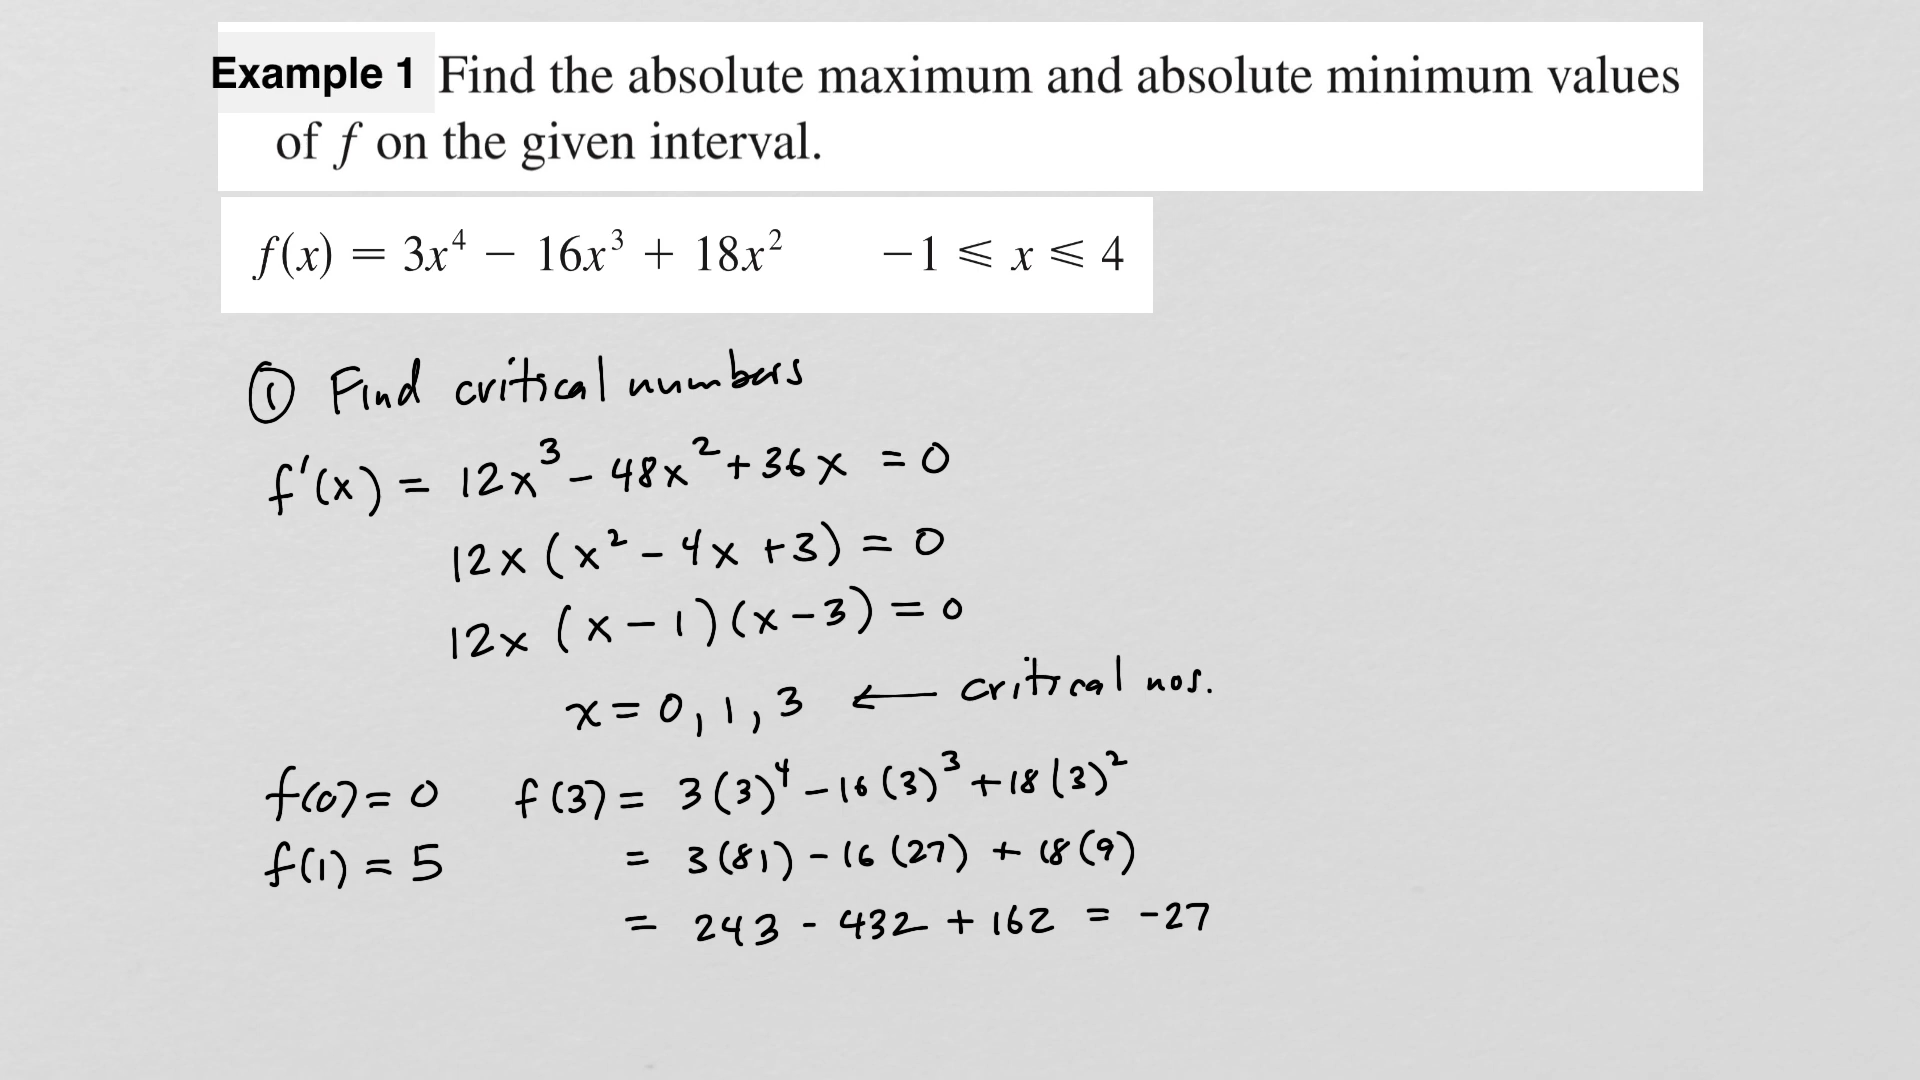 Example 1 Find the absolute maximum and absolute minimum values
of f on the given interval.
f(x) = 3x⁴ − 16x³ + 18x²  −1 ⩽ x ⩽ 4
① Find critical numbers
f'(x) = 12x³ − 48x² + 36x = 0
12x (x² − 4x + 3) = 0
12x (x − 1)(x − 3) = 0
x = 0, 1, 3 ← critical nos.
f(0) = 0  f(3) = 3(3)⁴ − 16(3)³ + 18(3)²
f(1) = 5  = 3(81) − 16(27) + 18(9)
= 243 - 432 + 162 = -27